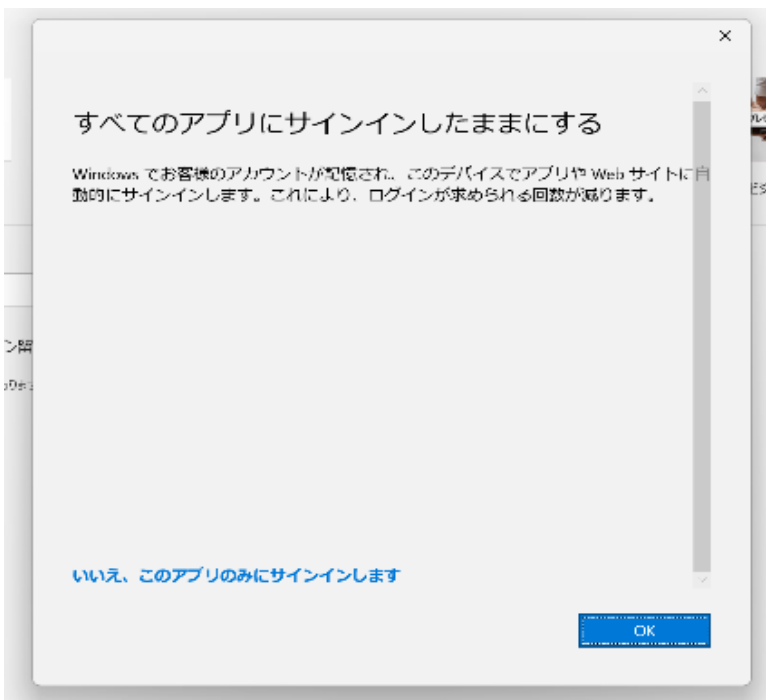 すべてのアプリにサインインしたままにする
Windows でお客様のアカウントが記憶され、このデバイスでアプリや Web サイトに自
動的にサインインします。これにより、ログインが求められる回数が減ります。
いいえ、このアプリのみにサインインします
OK